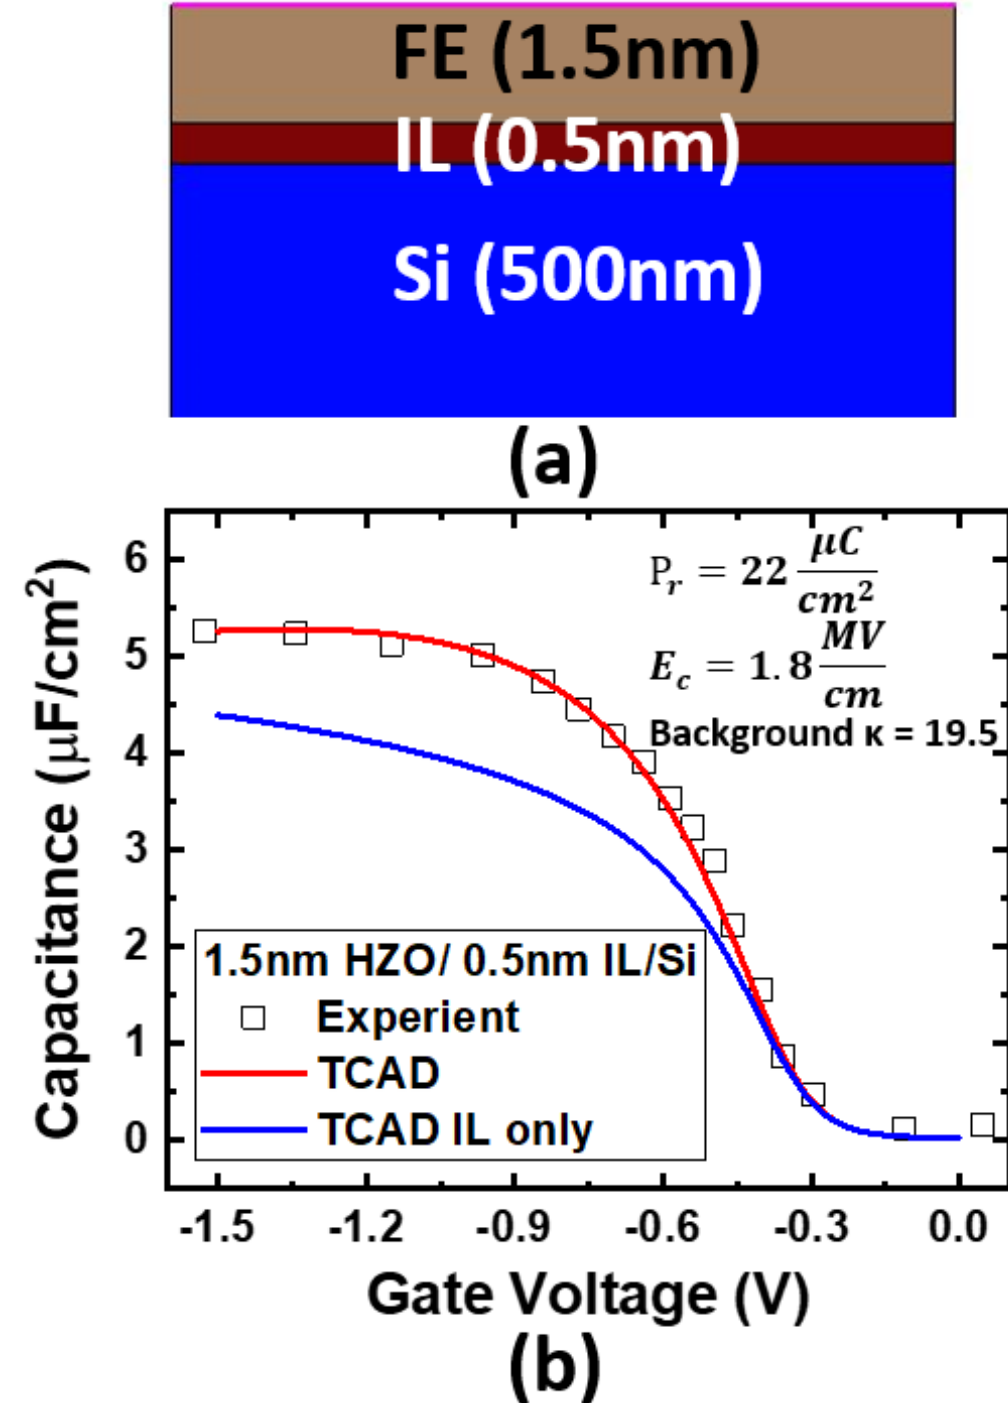 FE (1.5nm)
IL (0.5nm)
Si (500nm)
(a)
Capacitance (μF/cm²)
6
5
4
3
2
1
0
Pᵣ = 22 μC/cm²
E_c = 1.8 MV/cm
Background κ = 19.5
1.5nm HZO/ 0.5nm IL/Si
Experient
TCAD
TCAD IL only
-1.5 -1.2 -0.9 -0.6 -0.3 0.0
Gate Voltage (V)
(b)